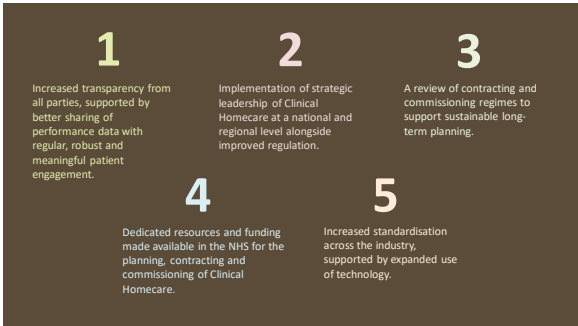 1
Increased transparency from
all parties, supported by
better sharing of
performance data with
regular, robust and
meaningful patient
engagement.
2
Implementation of strategic
leadership of Clinical
Homecare at a national and
regional level alongside
improved regulation.
3
A review of contracting and
commissioning regimes to
support sustainable long-
term planning.
4
Dedicated resources and funding
made available in the NHS for the
planning, contracting and
commissioning of Clinical
Homecare.
5
Increased standardisation
across the industry,
supported by expanded use
of technology.